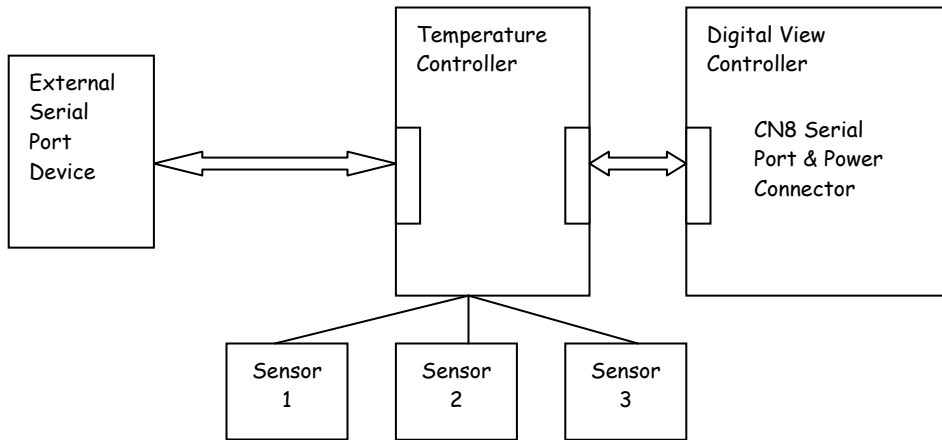 External
Serial
Port
Device
Temperature
Controller
Digital View
Controller
CN8 Serial
Port & Power
Connector
Sensor
1
Sensor
2
Sensor
3